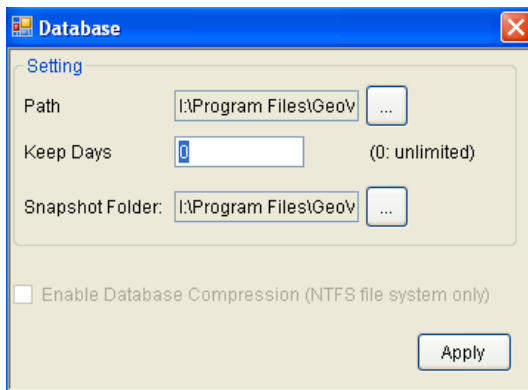 Database
Setting
Path I:\Program Files\GeoV ...
Keep Days 0 (0: unlimited)
Snapshot Folder: I:\Program Files\GeoV ...
Enable Database Compression (NTFS file system only)
Apply